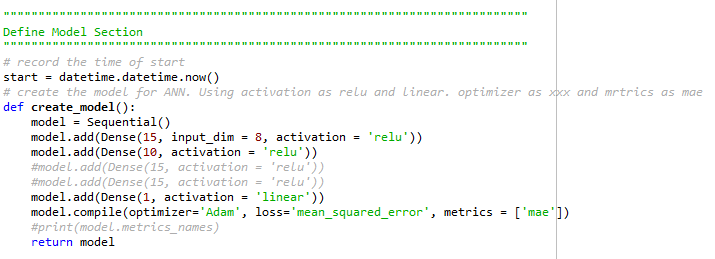 """"""""""""""""""""""""""""""""""""""""""""""""""""""""""""""""""""""""""
Define Model Section
""""""""""""""""""""""""""""""""""""""""""""""""""""""""""""""""""""""""""
# record the time of start
start = datetime.datetime.now()
# create the model for ANN. Using activation as relu and linear. optimizer as xxx and mrtrics as mae
def create_model():
    model = Sequential()
    model.add(Dense(15, input_dim = 8, activation = 'relu'))
    model.add(Dense(10, activation = 'relu'))
    #model.add(Dense(15, activation = 'relu'))
    #model.add(Dense(15, activation = 'relu'))
    model.add(Dense(1, activation = 'linear'))
    model.compile(optimizer='Adam', loss='mean_squared_error', metrics = ['mae'])
    #print(model.metrics_names)
    return model